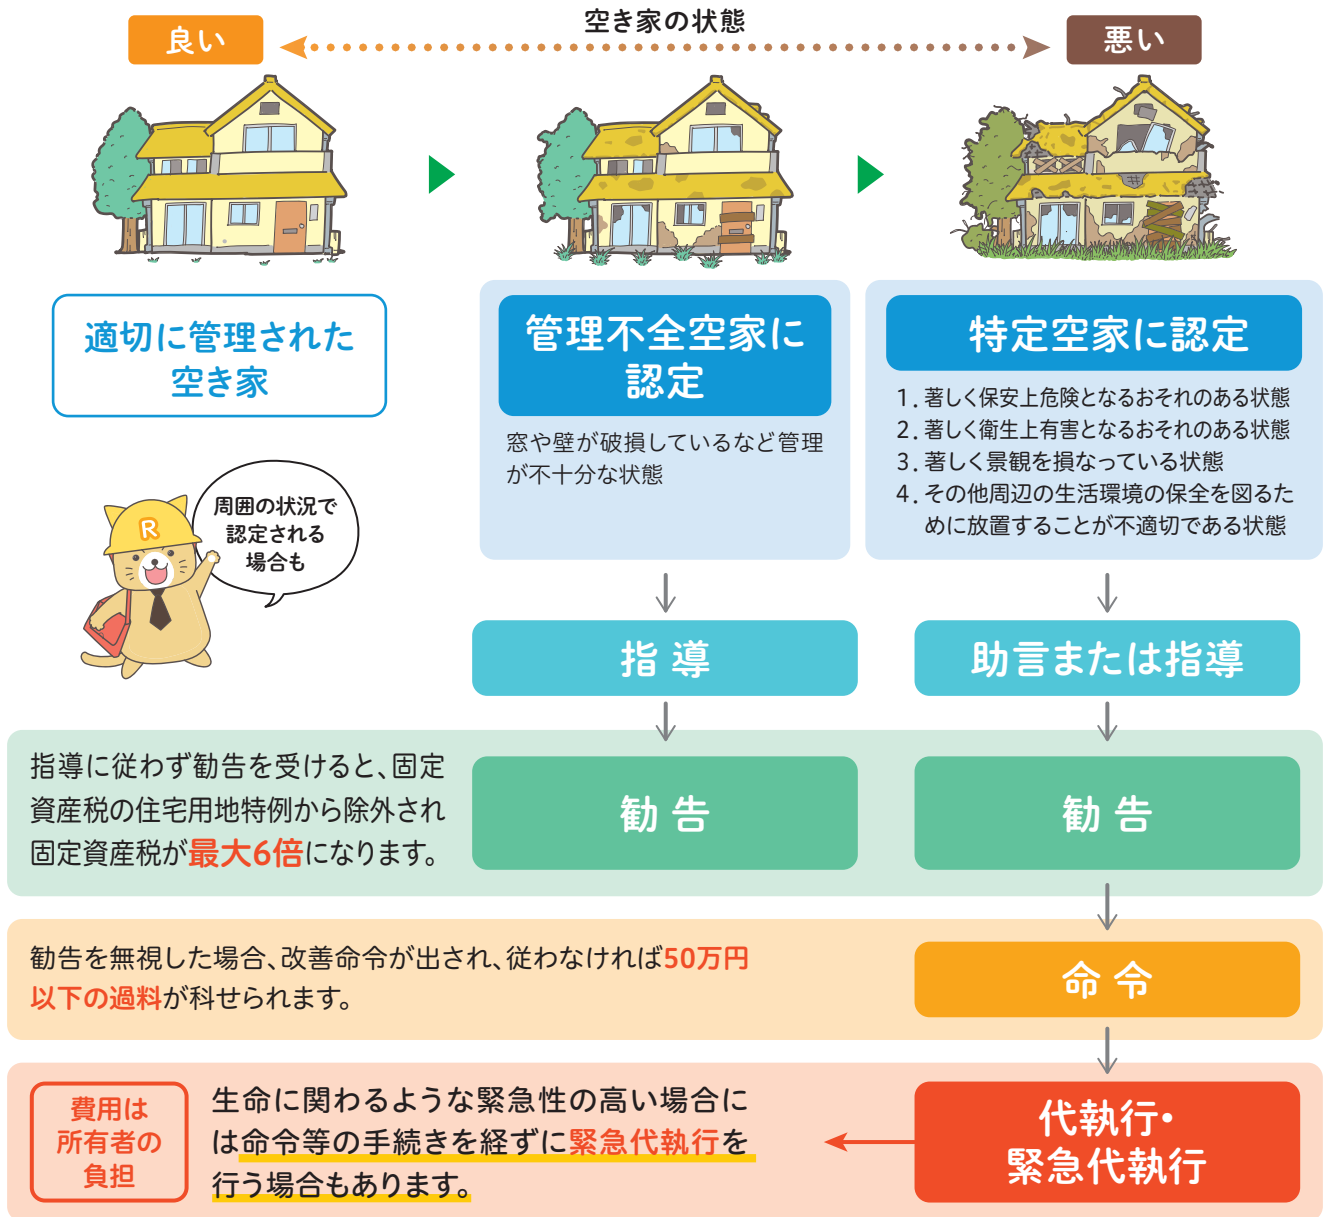 空き家の状態
良い
悪い
適切に管理された
空き家
管理不全空家に
認定
窓や壁が破損しているなど管理
が不十分な状態
特定空家に認定
1．著しく保安上危険となるおそれのある状態
2．著しく衛生上有害となるおそれのある状態
3．著しく景観を損なっている状態
4．その他周辺の生活環境の保全を図るた
めに放置することが不適切である状態
周囲の状況で
認定される
場合も
R
指導
助言または指導
指導に従わず勧告を受けると、固定
資産税の住宅用地特例から除外され
固定資産税が最大6倍になります。
勧告
勧告
勧告を無視した場合、改善命令が出され、従わなければ50万円
以下の過料が科せられます。
命令
費用は
所有者の
負担
生命に関わるような緊急性の高い場合に
は命令等の手続きを経ずに緊急代執行を
行う場合もあります。
代執行・
緊急代執行